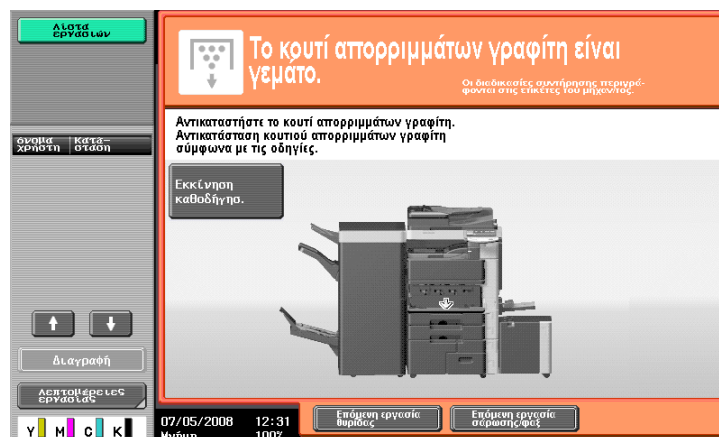 Λίστα
εργασιών
Το κουτί απορριμμάτων γραφίτη είναι
γεμάτο.
Οι διαδικασίες συντήρησης περιγρά-
φονται στις ετικέτες του μηχαν/τος.
Αντικαταστήστε το κουτί απορριμμάτων γραφίτη.
Αντικατάσταση κουτιού απορριμμάτων γραφίτη
σύμφωνα με τις οδηγίες.
όνομα
χρήστη
Κατά-
σταση
Εκκίνηση
καθοδήγησ.
Διαγραφή
Λεπτομέρειες
εργασίας
Y M C K
07/05/2008 12:31
Μνήμη 100%
Επόμενη εργασία
θυρίδας
Επόμενη εργασία
σάρωσης/φαξ